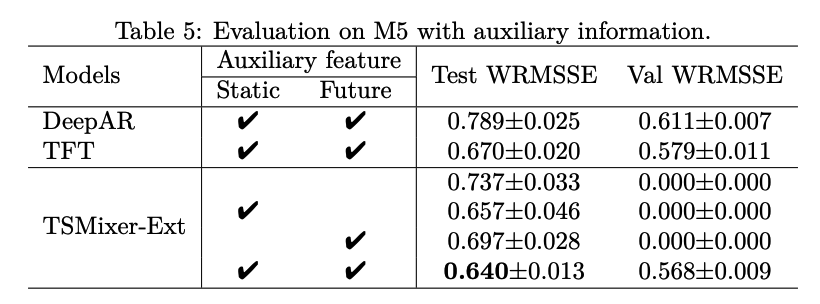 Table 5: Evaluation on M5 with auxiliary information.
Models Auxiliary feature Test WRMSSE Val WRMSSE
Static Future
DeepAR ✔ ✔ 0.789±0.025 0.611±0.007
TFT ✔ ✔ 0.670±0.020 0.579±0.011
TSMixer-Ext 0.737±0.033 0.000±0.000
✔ 0.657±0.046 0.000±0.000
✔ 0.697±0.028 0.000±0.000
✔ ✔ 0.640±0.013 0.568±0.009